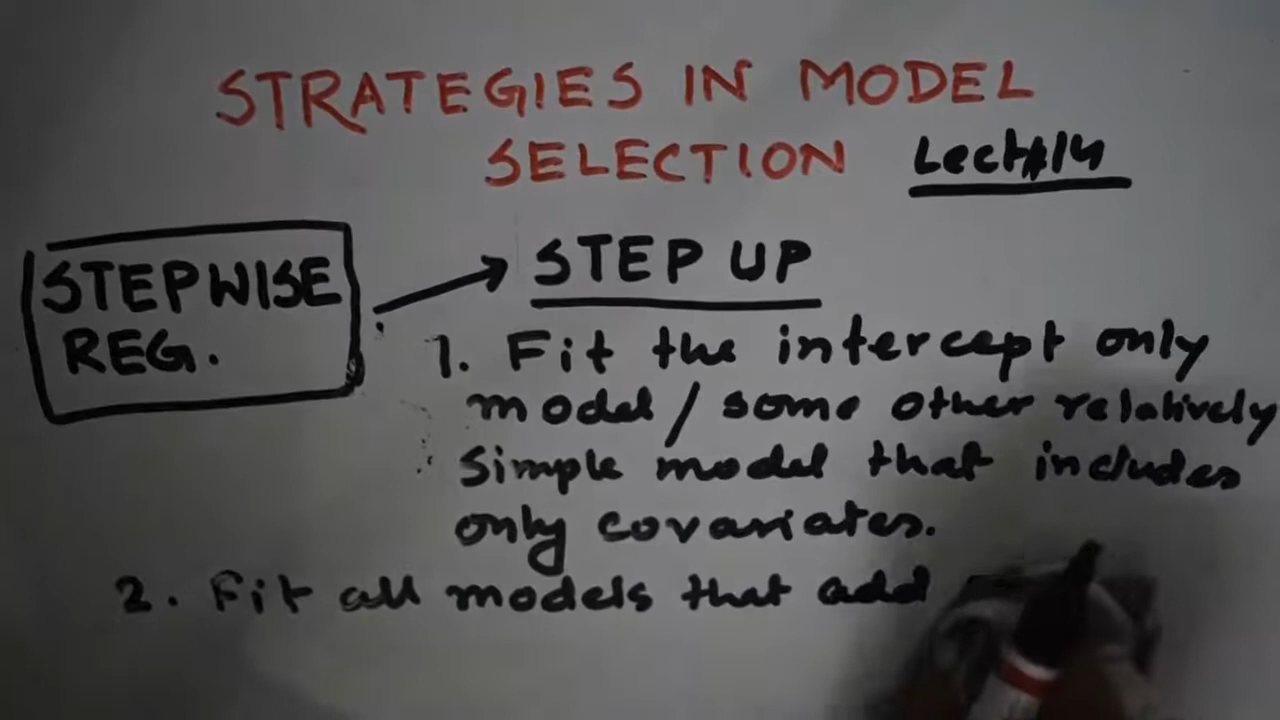 STRATEGIES IN MODEL
SELECTION Lect#14
STEPWISE
REG.
STEP UP
1. Fit the intercept only
model/some other relatively
Simple model that includes
only covariates.
2. Fit all models that add